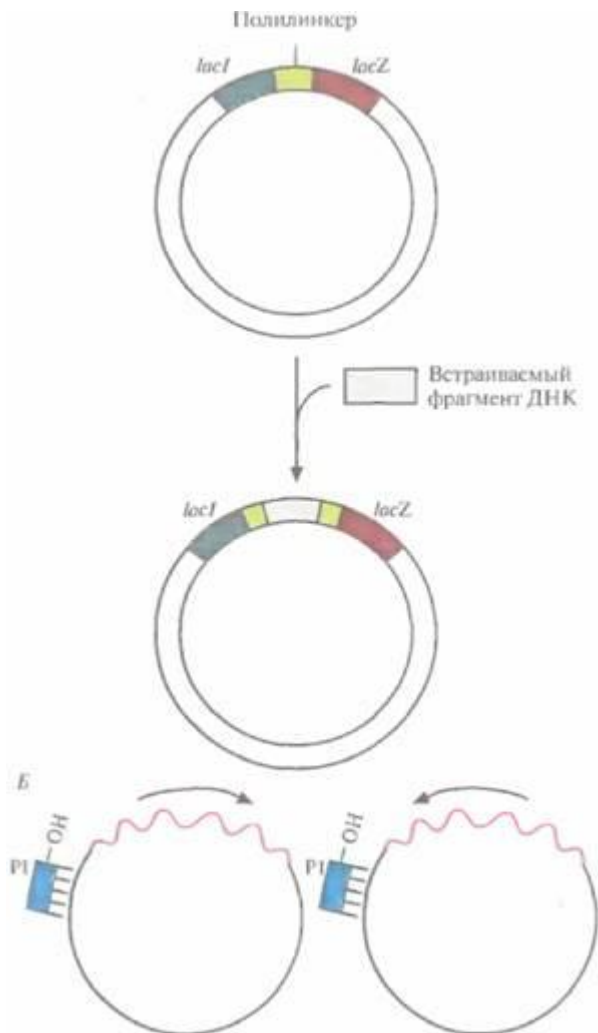 Полилинкер
lacI
lacZ
Встраиваемый
фрагмент ДНК
lacI
lacZ
Б
OH
P1
OH
P1